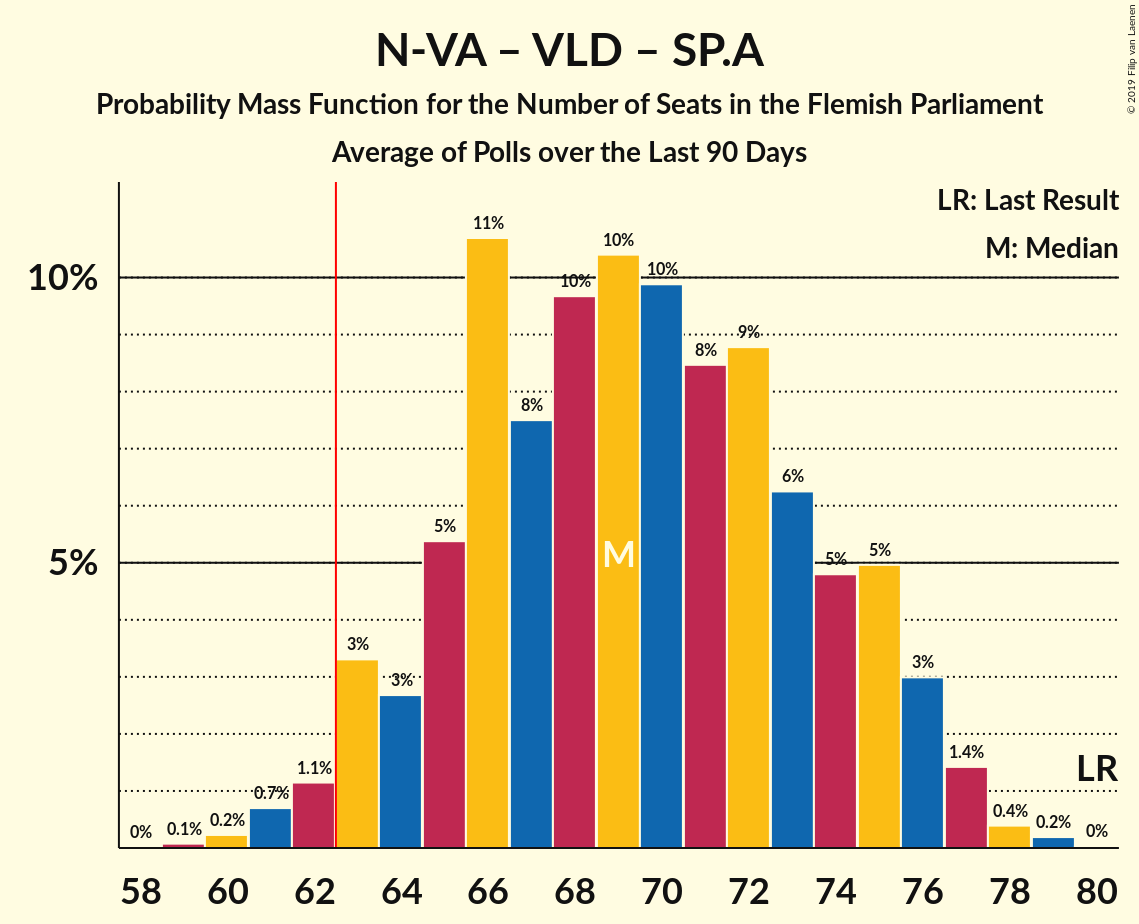 N-VA – VLD – SP.A
Probability Mass Function for the Number of Seats in the Flemish Parliament
Average of Polls over the Last 90 Days
© 2019 Filip van Laenen
LR: Last Result
M: Median
10%
5%
0%
0.1%
0.2%
0.7%
1.1%
3%
3%
5%
11%
8%
10%
10%
10%
8%
9%
6%
5%
5%
3%
1.4%
0.4%
0.2%
0%
M
LR
58 60 62 64 66 68 70 72 74 76 78 80